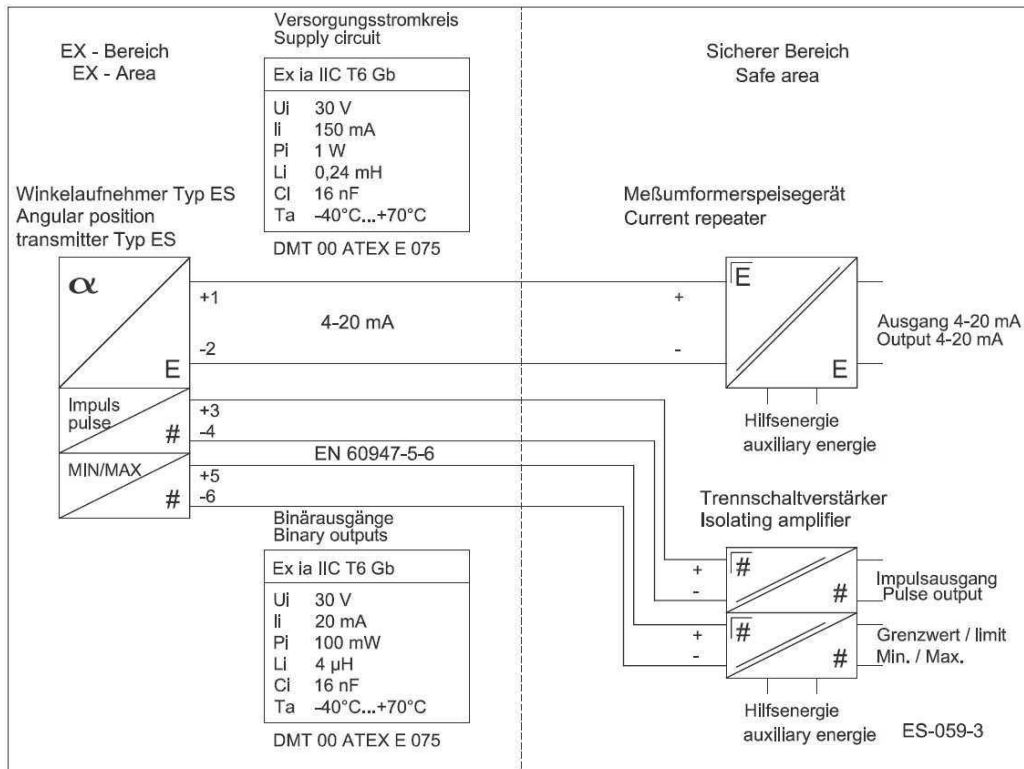 EX - Bereich
EX - Area
Versorgungsstromkreis
Supply circuit
Ex ia IIC T6 Gb
Ui 30 V
Ii 150 mA
Pi 1 W
Li 0,24 mH
CI 16 nF
Ta -40°C...+70°C
DMT 00 ATEX E 075
Sicherer Bereich
Safe area
Winkelaufnehmer Typ ES
Angular position
transmitter Typ ES
Meßumformerspeisegerät
Current repeater
α
E
+1
4-20 mA
-2
+
-
E
E
Ausgang 4-20 mA
Output 4-20 mA
Hilfsenergie
auxiliary energie
Impuls
pulse
#
+3
-4
EN 60947-5-6
MIN/MAX
#
+5
-6
Binärausgänge
Binary outputs
Ex ia IIC T6 Gb
Ui 30 V
Ii 20 mA
Pi 100 mW
Li 4 µH
Ci 16 nF
Ta -40°C...+70°C
DMT 00 ATEX E 075
Trennschaltverstärker
Isolating amplifier
+
-
#
#
Impulsausgang
Pulse output
+
-
#
#
Grenzwert / limit
Min. / Max.
Hilfsenergie
auxiliary energie
ES-059-3